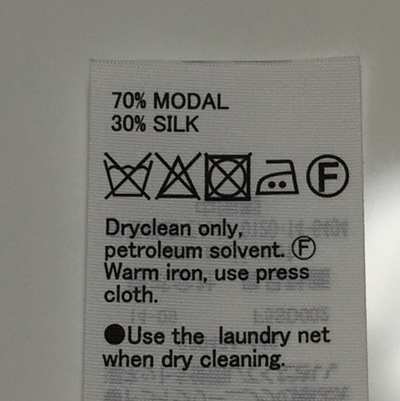 70% MODAL
30% SILK
F
Dryclean only,
petroleum solvent. Ⓕ
Warm iron, use press
cloth.
●Use the laundry net
when dry cleaning.